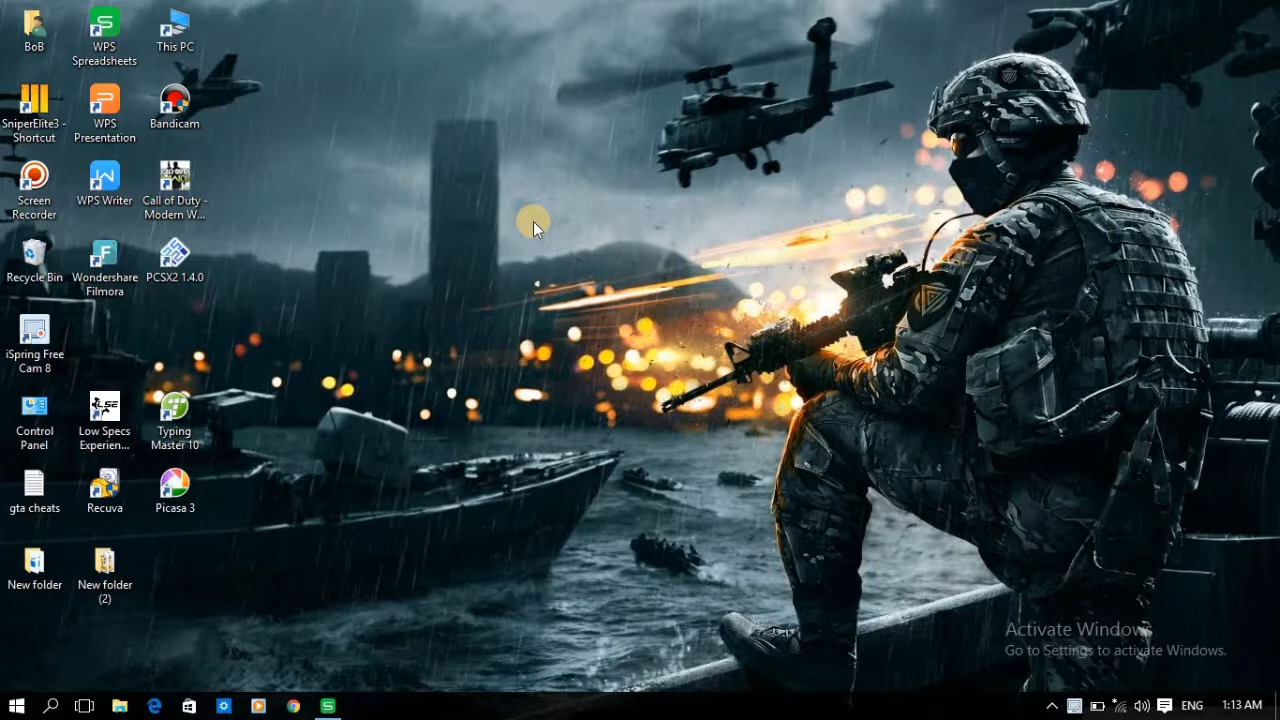 BoB
WPS
Spreadsheets
This PC
SniperElite3 -
Shortcut
WPS
Presentation
Bandicam
Screen
Recorder
WPS Writer
Call of Duty -
Modern W...
Recycle Bin
Wondershare
Filmora
PCSX2 1.4.0
iSpring Free
Cam 8
Control
Panel
LSE
Low Specs
Experien...
Typing
Master 10
gta cheats
Recuva
Picasa 3
New folder
New folder
(2)
Activate Windows
Go to Settings to activate Windows.
ENG
1:13 AM